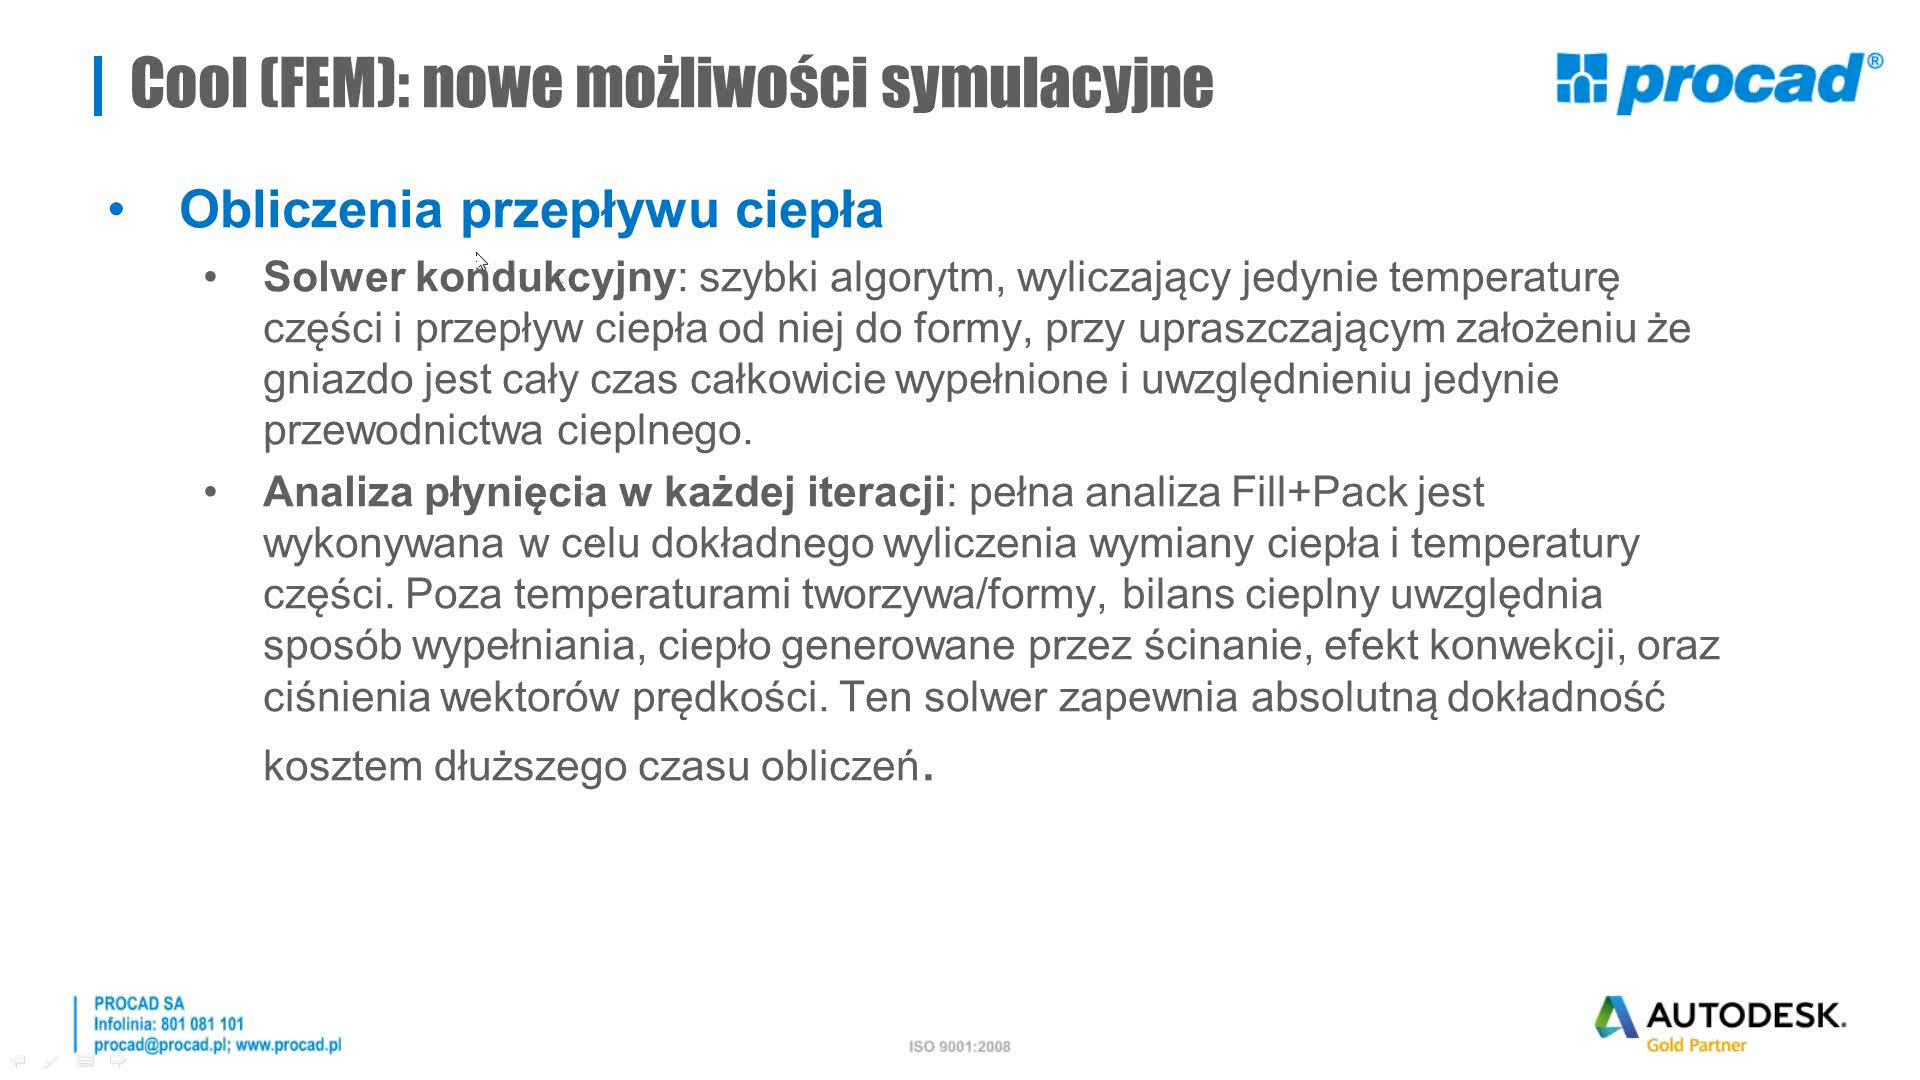 Cool (FEM): nowe możliwości symulacyjne
procad®
• Obliczenia przepływu ciepła
• Solwer kondukcyjny: szybki algorytm, wyliczający jedynie temperaturę
części i przepływ ciepła od niej do formy, przy upraszczającym założeniu że
gniazdo jest cały czas całkowicie wypełnione i uwzględnieniu jedynie
przewodnictwa cieplnego.
• Analiza płynięcia w każdej iteracji: pełna analiza Fill+Pack jest
wykonywana w celu dokładnego wyliczenia wymiany ciepła i temperatury
części. Poza temperaturami tworzywa/formy, bilans cieplny uwzględnia
sposób wypełniania, ciepło generowane przez ścinanie, efekt konwekcji, oraz
ciśnienia wektorów prędkości. Ten solwer zapewnia absolutną dokładność
kosztem dłuższego czasu obliczeń.
PROCAD SA
Infolinia: 801 081 101
procad@procad.pl; www.procad.pl
ISO 9001:2008
AUTODESK.
Gold Partner